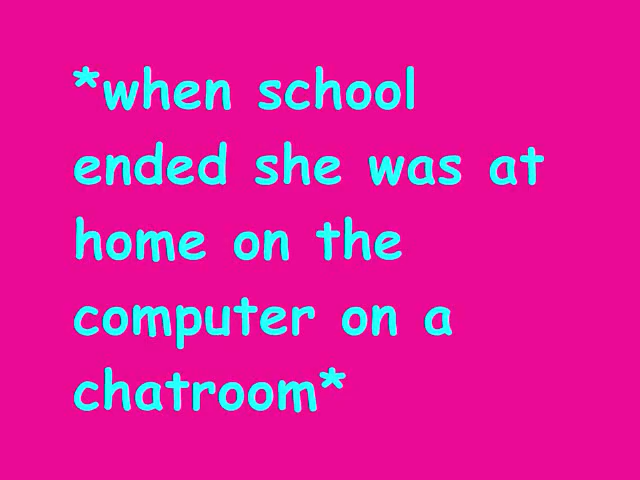 *when school
ended she was at
home on the
computer on a
chatroom*